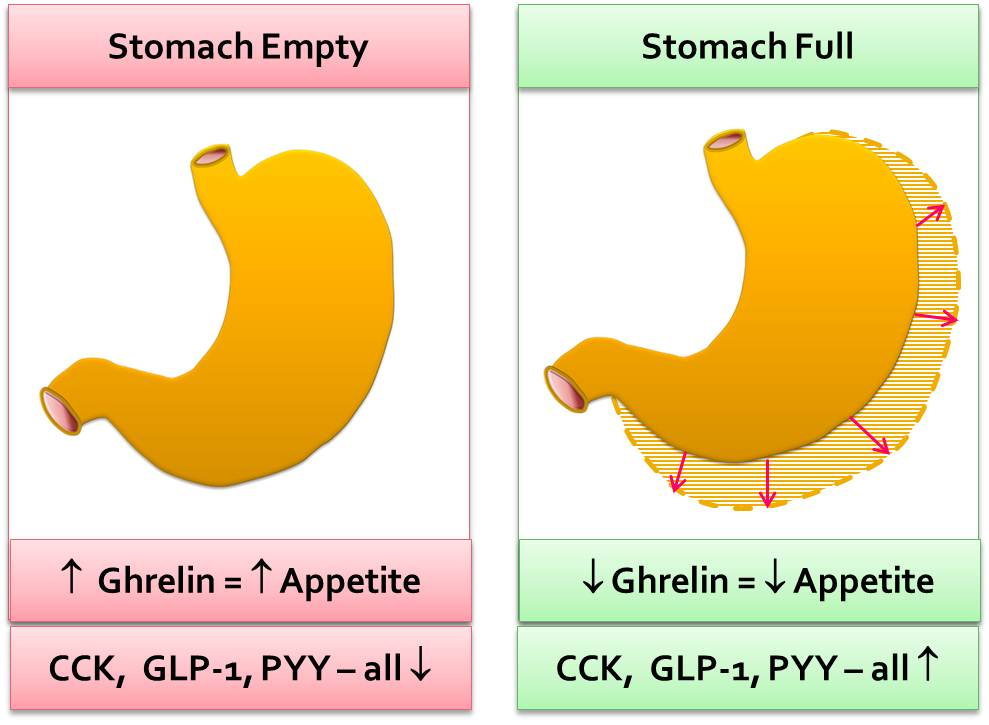 Stomach Empty
↑ Ghrelin = ↑ Appetite
CCK, GLP-1, PYY – all ↓
Stomach Full
↓ Ghrelin = ↓ Appetite
CCK, GLP-1, PYY – all ↑